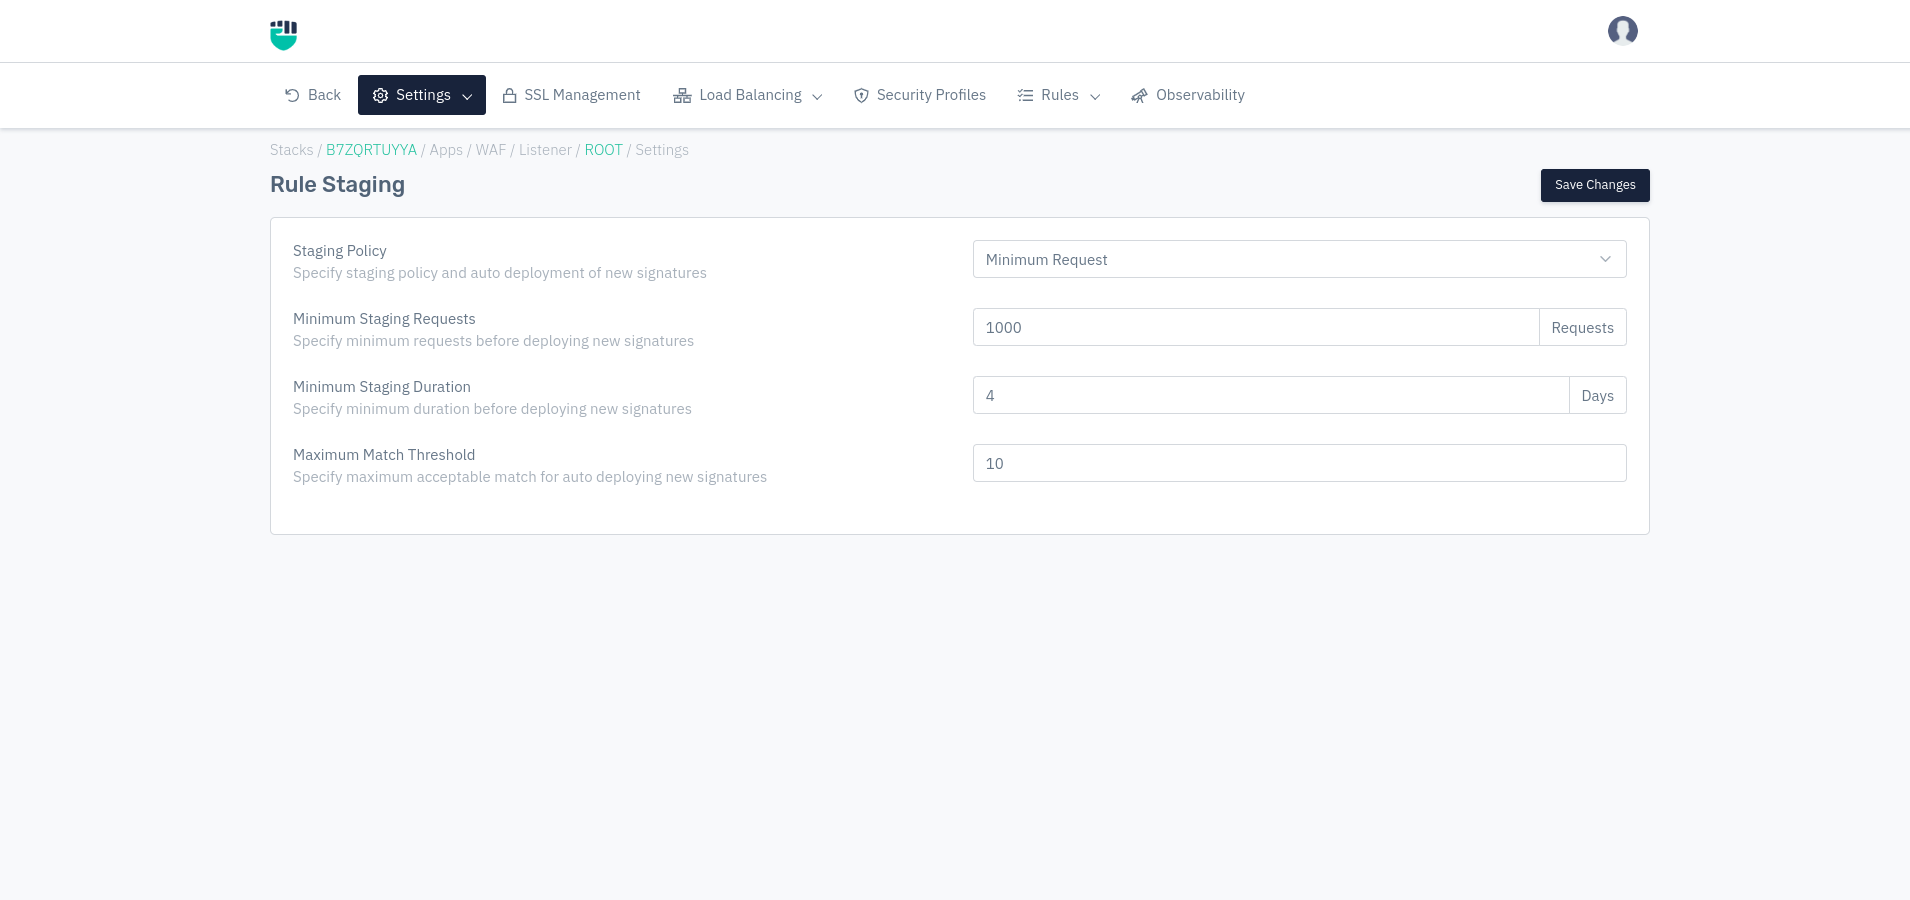 Back Settings SSL Management Load Balancing Security Profiles Rules Observability
Stacks / B7ZQRTUYYA / Apps / WAF / Listener / ROOT / Settings
Rule Staging
Save Changes
Staging Policy
Specify staging policy and auto deployment of new signatures
Minimum Request
Minimum Staging Requests
Specify minimum requests before deploying new signatures
1000 Requests
Minimum Staging Duration
Specify minimum duration before deploying new signatures
4 Days
Maximum Match Threshold
Specify maximum acceptable match for auto deploying new signatures
10